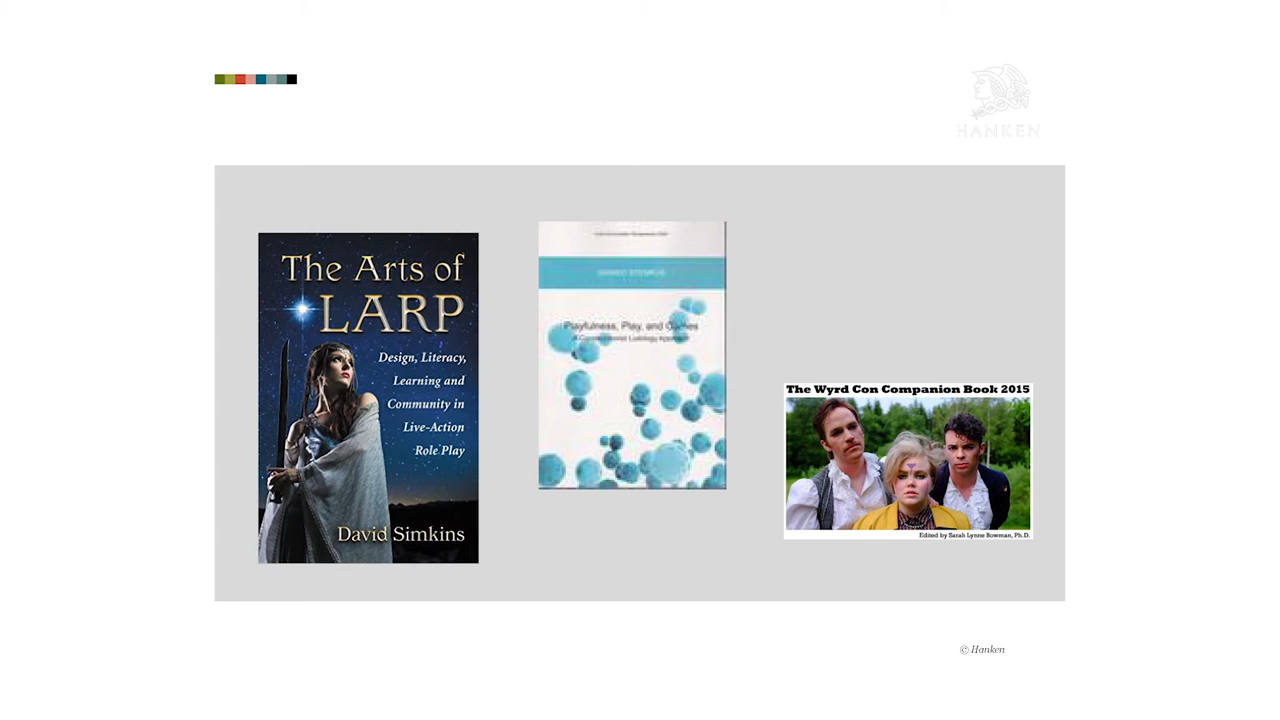 HANKEN
The Arts of
LARP
Design, Literacy,
Learning and
Community in
Live-Action
Role Play
David Simkins
Playfulness, Play, and Games
The Wyrd Con Companion Book 2015
Edited by Sarah Lynne Bowman, Ph.D.
© Hanken